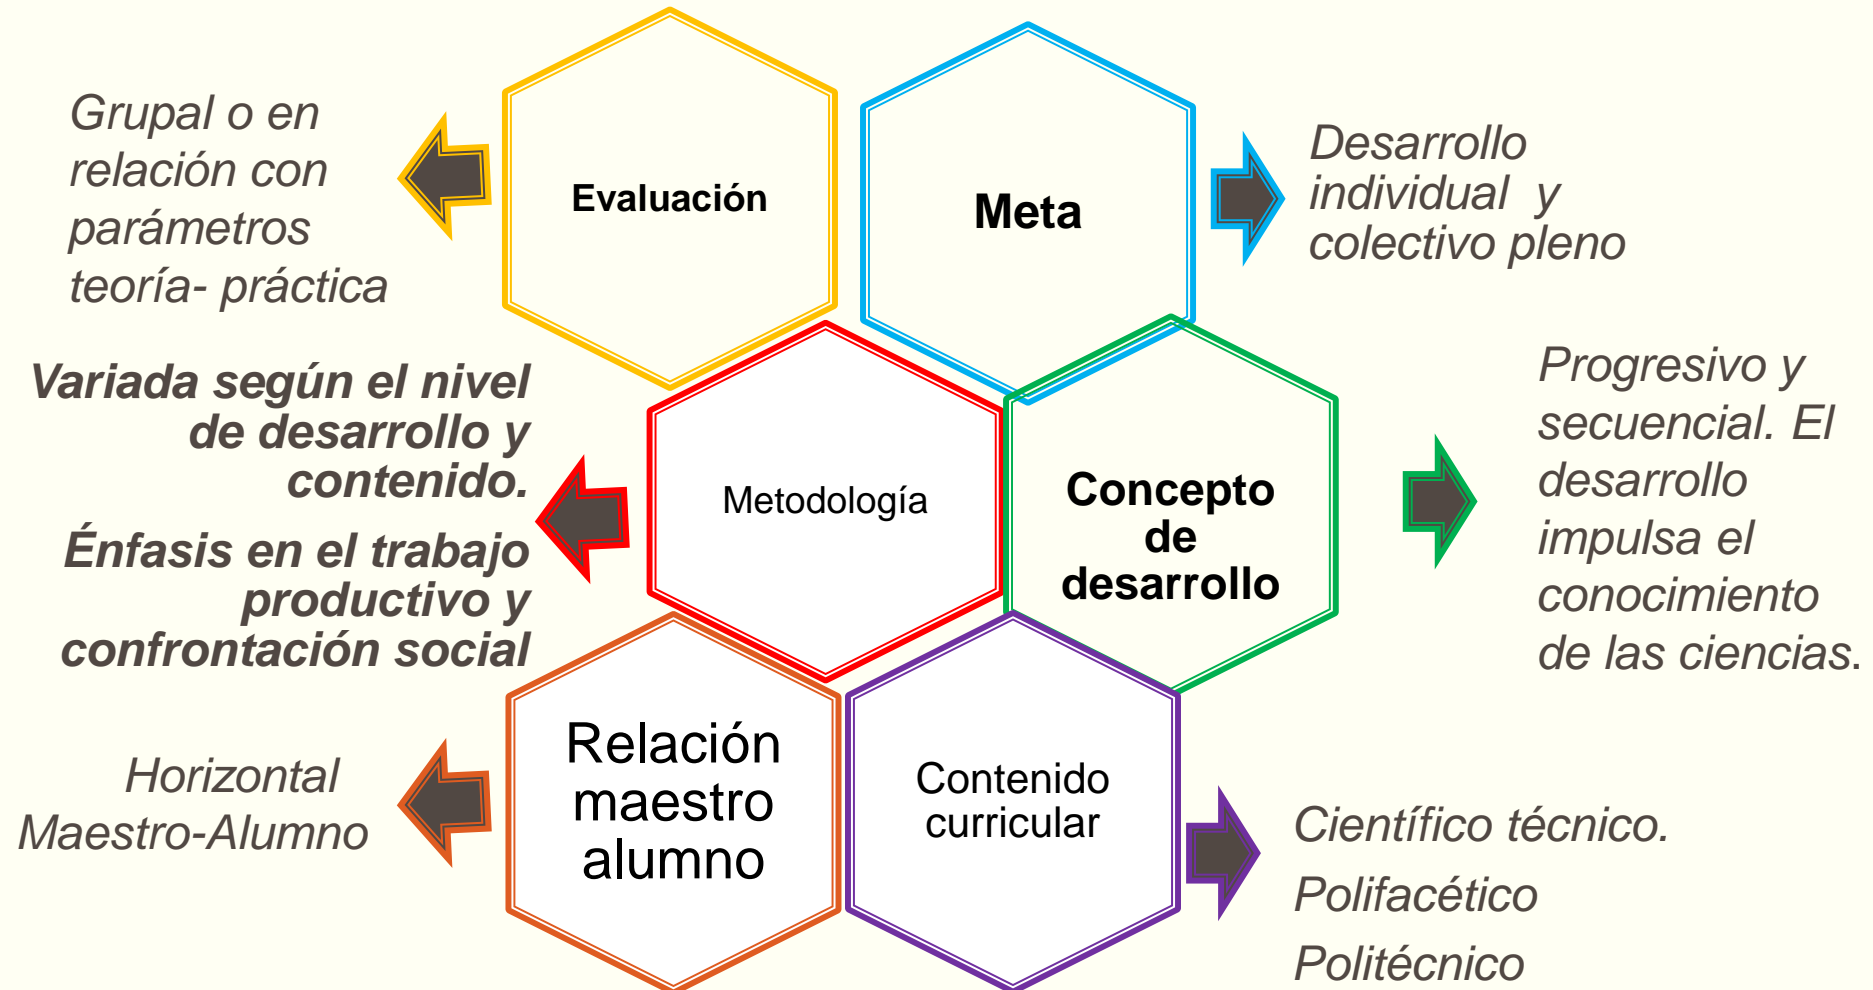 Grupal o en
relación con
parámetros
teoría- práctica
Evaluación
Meta
Desarrollo
individual y
colectivo pleno
Variada según el nivel
de desarrollo y
contenido.
Énfasis en el trabajo
productivo y
confrontación social
Metodología
Concepto
de
desarrollo
Progresivo y
secuencial. El
desarrollo
impulsa el
conocimiento
de las ciencias.
Horizontal
Maestro-Alumno
Relación
maestro
alumno
Contenido
curricular
Científico técnico.
Polifacético
Politécnico